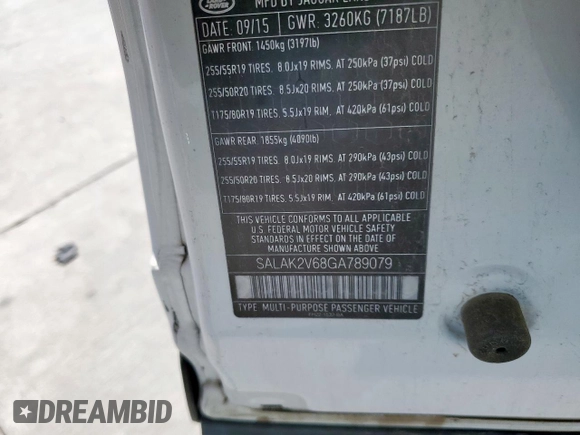 LAND
ROVER
MFD BY JAGUAR LAND
DATE: 09/15 GWR: 3260KG (7187LB)
GAWR FRONT: 1450kg (3197lb)
255/55R19 TIRES. 8.0Jx19 RIMS. AT 250kPa (37psi) COLD
255/50R20 TIRES. 8.5Jx20 RIMS. AT 250kPa (37psi) COLD
T175/80R19 TIRES. 5.5Jx19 RIM. AT 420kPa (61psi) COLD
GAWR REAR: 1855kg (4090lb)
255/55R19 TIRES. 8.0Jx19 RIMS. AT 290kPa (43psi) COLD
255/50R20 TIRES. 8.5Jx20 RIMS. AT 290kPa (43psi) COLD
T175/80R19 TIRES. 5.5Jx19 RIM. AT 420kPa (61psi) COLD
THIS VEHICLE CONFORMS TO ALL APPLICABLE
U.S. FEDERAL MOTOR VEHICLE SAFETY
STANDARDS IN EFFECT ON THE DATE OF
MANUFACTURE SHOWN ABOVE
SALAK2V68GA789079
TYPE: MULTI-PURPOSE PASSENGER VEHICLE
DREAMBID